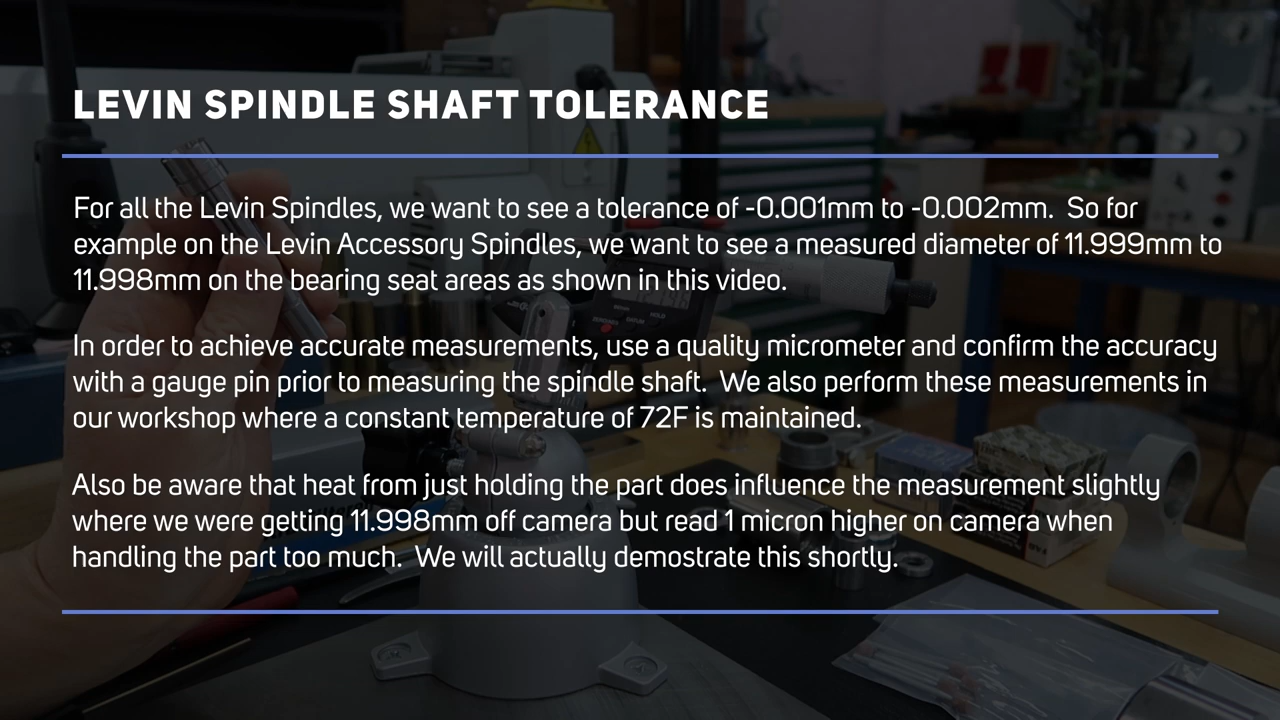 LEVIN SPINDLE SHAFT TOLERANCE
For all the Levin Spindles, we want to see a tolerance of -0.001mm to -0.002mm. So for
example on the Levin Accessory Spindles, we want to see a measured diameter of 11.999mm to
11.998mm on the bearing seat areas as shown in this video.
In order to achieve accurate measurements, use a quality micrometer and confirm the accuracy
with a gauge pin prior to measuring the spindle shaft. We also perform these measurements in
our workshop where a constant temperature of 72F is maintained.
Also be aware that heat from just holding the part does influence the measurement slightly
where we were getting 11.998mm off camera but read 1 micron higher on camera when
handling the part too much. We will actually demostrate this shortly.